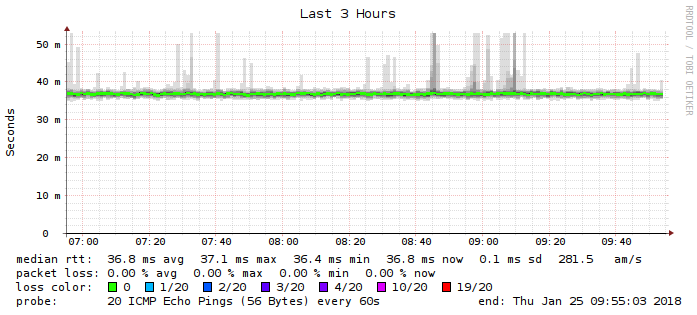 Last 3 Hours
RRDTOOL / TOBI OETIKER
Seconds
50 m
40 m
30 m
20 m
10 m
0
07:00 07:20 07:40 08:00 08:20 08:40 09:00 09:20 09:40
median rtt: 36.8 ms avg 37.1 ms max 36.4 ms min 36.8 ms now 0.1 ms sd 281.5 am/s
packet loss: 0.00 % avg 0.00 % max 0.00 % min 0.00 % now
loss color: 0 1/20 2/20 3/20 4/20 10/20 19/20
probe: 20 ICMP Echo Pings (56 Bytes) every 60s end: Thu Jan 25 09:55:03 2018